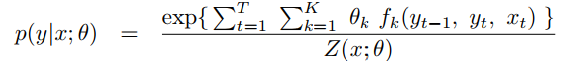 p(y|x; θ) = exp{ ∑_{t=1}^{T} ∑_{k=1}^{K} θ_k f_k(y_{t−1}, y_t, x_t) } / Z(x; θ)